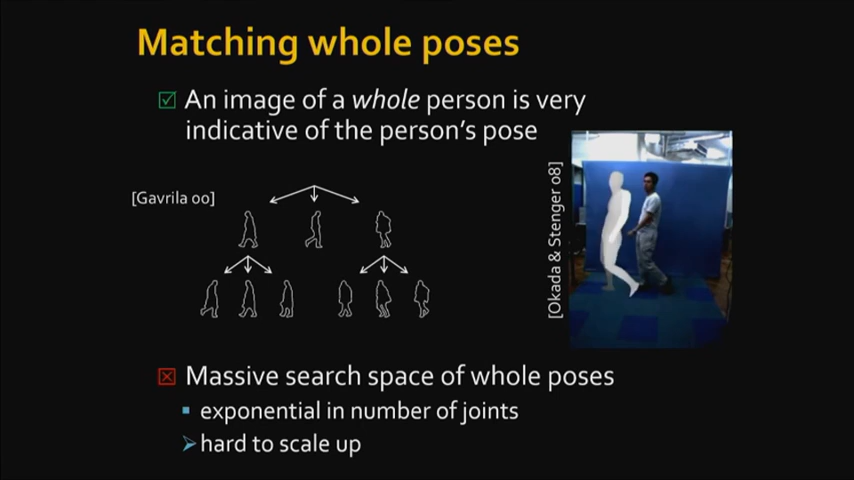 Matching whole poses
An image of a whole person is very
indicative of the person's pose
[Gavrila 00]
[Okada & Stenger 08]
Massive search space of whole poses
exponential in number of joints
hard to scale up